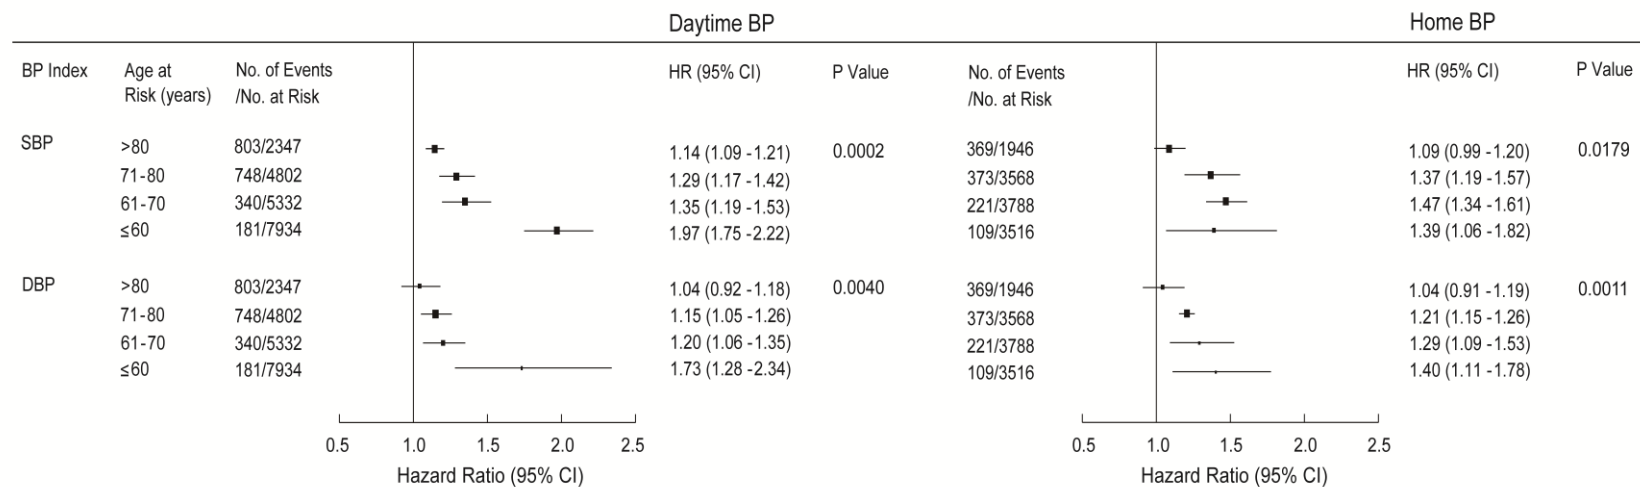 Daytime BP Home BP
BP Index Age at No. of Events HR (95% CI) P Value No. of Events HR (95% CI) P Value
Risk (years) /No. at Risk /No. at Risk
SBP >80 803/2347 1.14 (1.09 -1.21) 0.0002 369/1946 1.09 (0.99 -1.20) 0.0179
71-80 748/4802 1.29 (1.17 -1.42) 373/3568 1.37 (1.19 -1.57)
61-70 340/5332 1.35 (1.19 -1.53) 221/3788 1.47 (1.34 -1.61)
≤60 181/7934 1.97 (1.75 -2.22) 109/3516 1.39 (1.06 -1.82)
DBP >80 803/2347 1.04 (0.92 -1.18) 0.0040 369/1946 1.04 (0.91 -1.19) 0.0011
71-80 748/4802 1.15 (1.05 -1.26) 373/3568 1.21 (1.15 -1.26)
61-70 340/5332 1.20 (1.06 -1.35) 221/3788 1.29 (1.09 -1.53)
≤60 181/7934 1.73 (1.28 -2.34) 109/3516 1.40 (1.11 -1.78)
0.5 1.0 1.5 2.0 2.5 0.5 1.0 1.5 2.0 2.5
Hazard Ratio (95% CI) Hazard Ratio (95% CI)